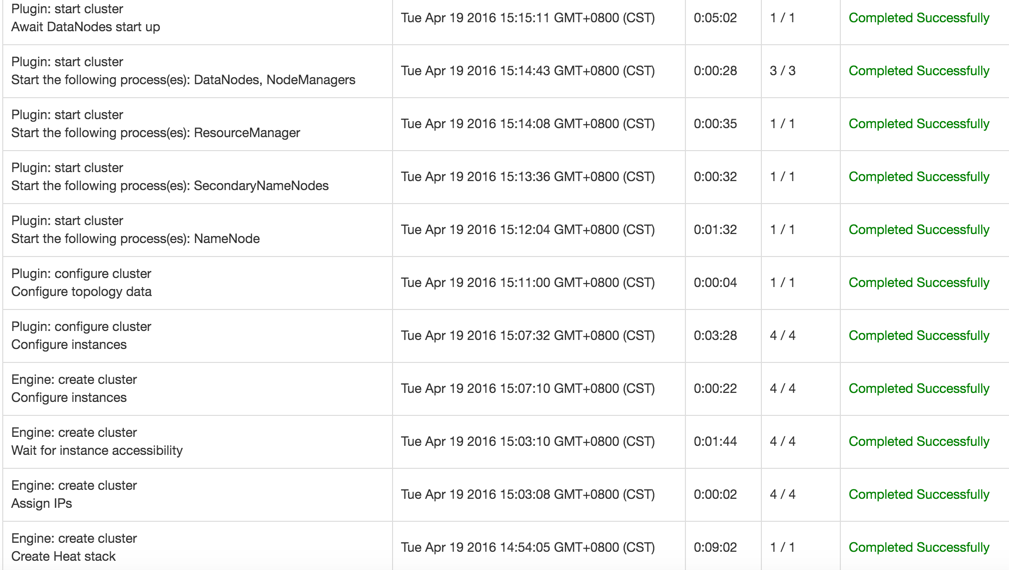 Plugin: start cluster
Await DataNodes start up
Tue Apr 19 2016 15:15:11 GMT+0800 (CST)
0:05:02
1 / 1
Completed Successfully
Plugin: start cluster
Start the following process(es): DataNodes, NodeManagers
Tue Apr 19 2016 15:14:43 GMT+0800 (CST)
0:00:28
3 / 3
Completed Successfully
Plugin: start cluster
Start the following process(es): ResourceManager
Tue Apr 19 2016 15:14:08 GMT+0800 (CST)
0:00:35
1 / 1
Completed Successfully
Plugin: start cluster
Start the following process(es): SecondaryNameNodes
Tue Apr 19 2016 15:13:36 GMT+0800 (CST)
0:00:32
1 / 1
Completed Successfully
Plugin: start cluster
Start the following process(es): NameNode
Tue Apr 19 2016 15:12:04 GMT+0800 (CST)
0:01:32
1 / 1
Completed Successfully
Plugin: configure cluster
Configure topology data
Tue Apr 19 2016 15:11:00 GMT+0800 (CST)
0:00:04
1 / 1
Completed Successfully
Plugin: configure cluster
Configure instances
Tue Apr 19 2016 15:07:32 GMT+0800 (CST)
0:03:28
4 / 4
Completed Successfully
Engine: create cluster
Configure instances
Tue Apr 19 2016 15:07:10 GMT+0800 (CST)
0:00:22
4 / 4
Completed Successfully
Engine: create cluster
Wait for instance accessibility
Tue Apr 19 2016 15:03:10 GMT+0800 (CST)
0:01:44
4 / 4
Completed Successfully
Engine: create cluster
Assign IPs
Tue Apr 19 2016 15:03:08 GMT+0800 (CST)
0:00:02
4 / 4
Completed Successfully
Engine: create cluster
Create Heat stack
Tue Apr 19 2016 14:54:05 GMT+0800 (CST)
0:09:02
1 / 1
Completed Successfully